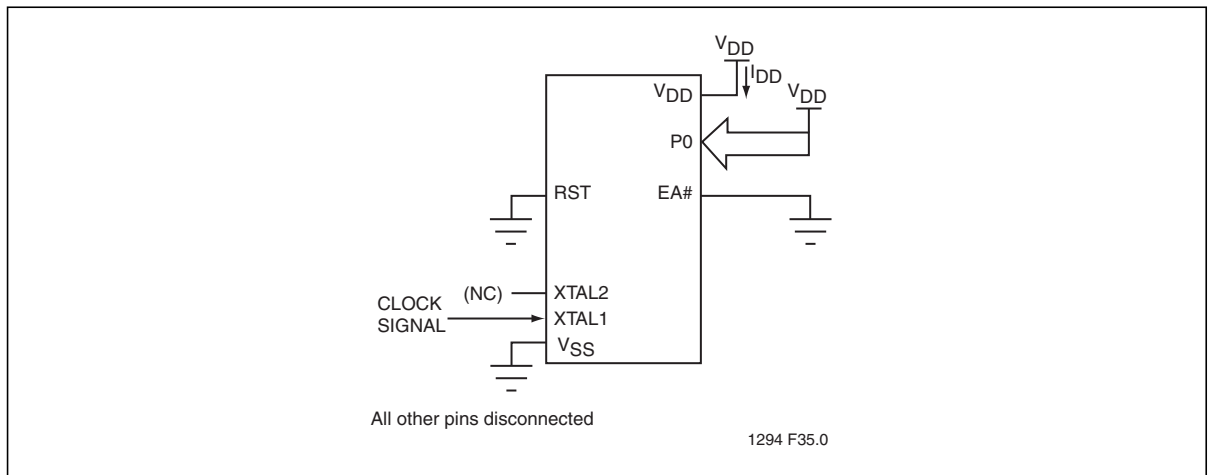 VDD
IDD
VDD
VDD
P0
RST
EA#
(NC)
XTAL2
CLOCK
SIGNAL
XTAL1
VSS
All other pins disconnected
1294 F35.0